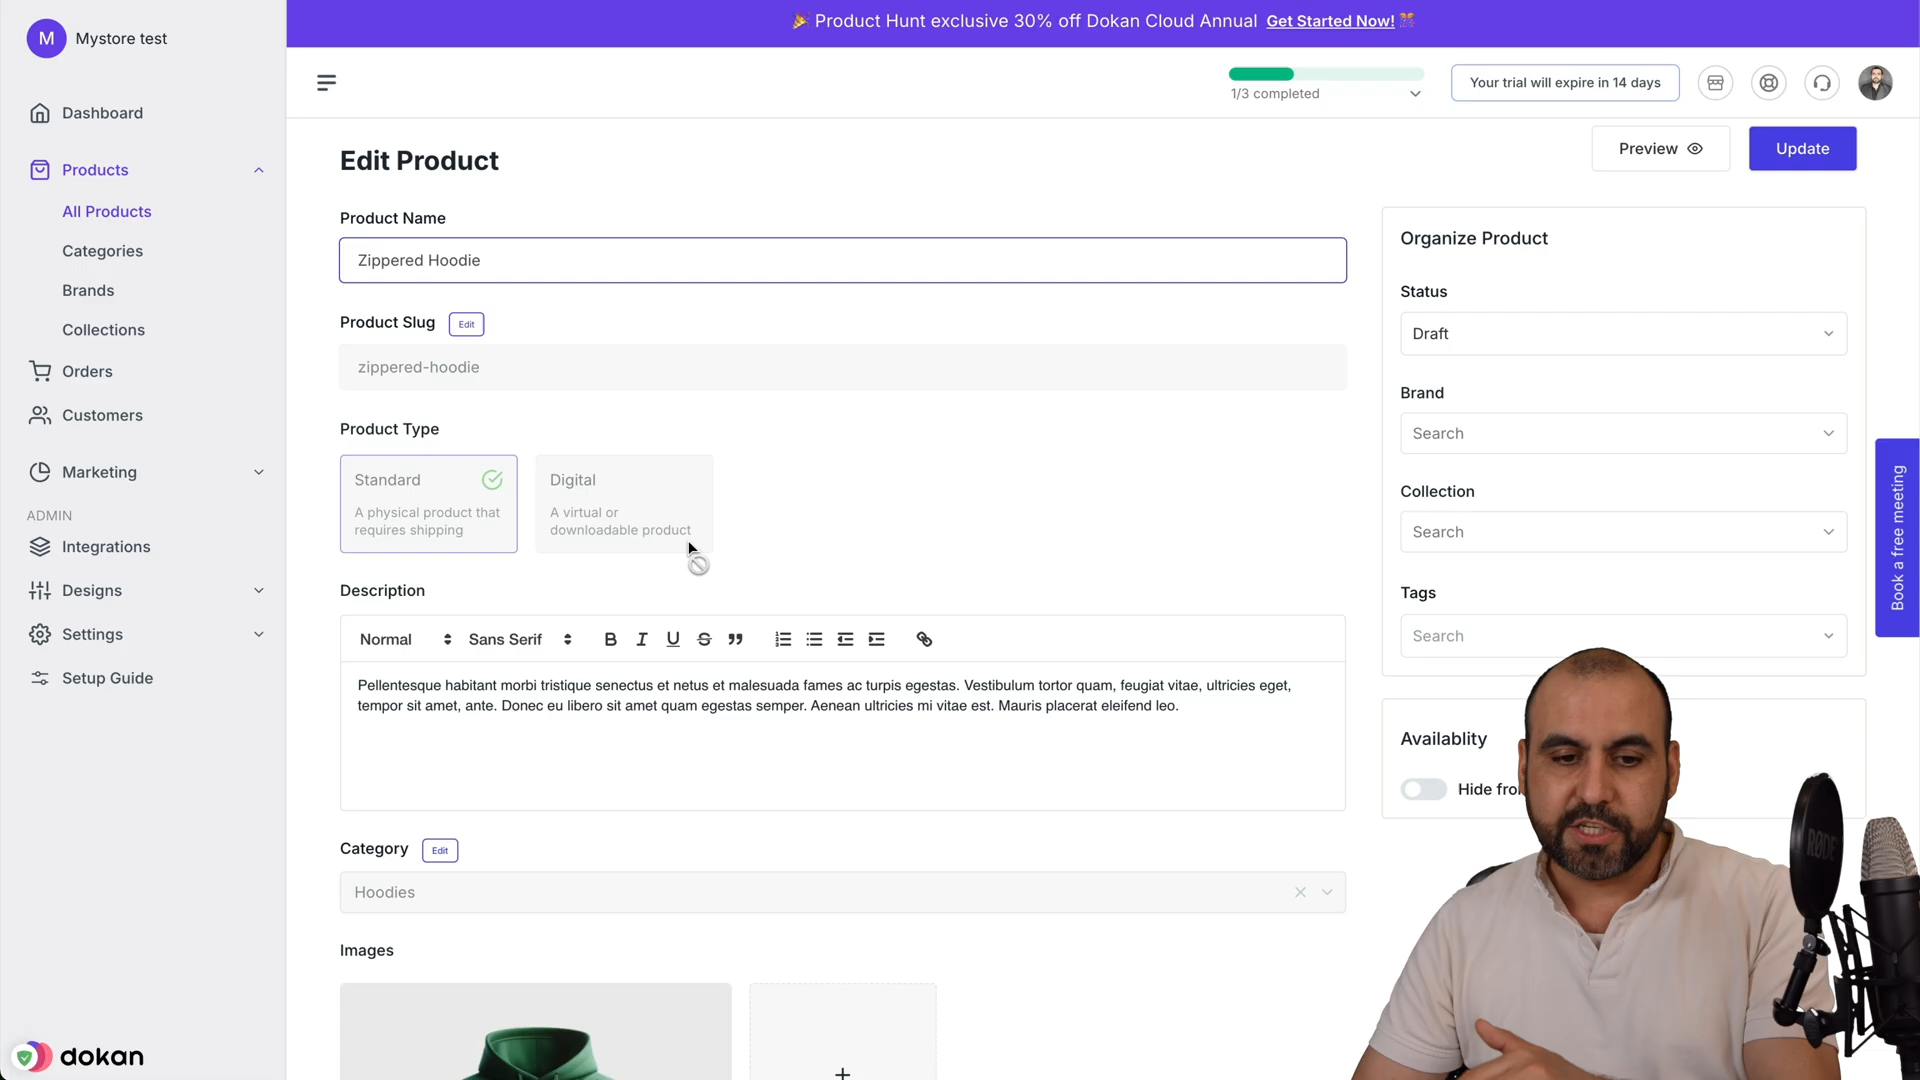 🎉 Product Hunt exclusive 30% off Dokan Cloud Annual Get Started Now! 🎊
M Mystore test
Dashboard
Products
All Products
Categories
Brands
Collections
Orders
Customers
Marketing
ADMIN
Integrations
Designs
Settings
Setup Guide
dokan
1/3 completed
Your trial will expire in 14 days
Edit Product
Preview
Update
Product Name
Zippered Hoodie
Product Slug Edit
zippered-hoodie
Product Type
Standard
A physical product that
requires shipping
Digital
A virtual or
downloadable product
Description
Normal Sans Serif B I U S
Pellentesque habitant morbi tristique senectus et netus et malesuada fames ac turpis egestas. Vestibulum tortor quam, feugiat vitae, ultricies eget,
tempor sit amet, ante. Donec eu libero sit amet quam egestas semper. Aenean ultricies mi vitae est. Mauris placerat eleifend leo.
Category Edit
Hoodies
Images
+
Organize Product
Status
Draft
Brand
Search
Collection
Search
Tags
Search
Availablity
Hide from
Book a free meeting
RØDE